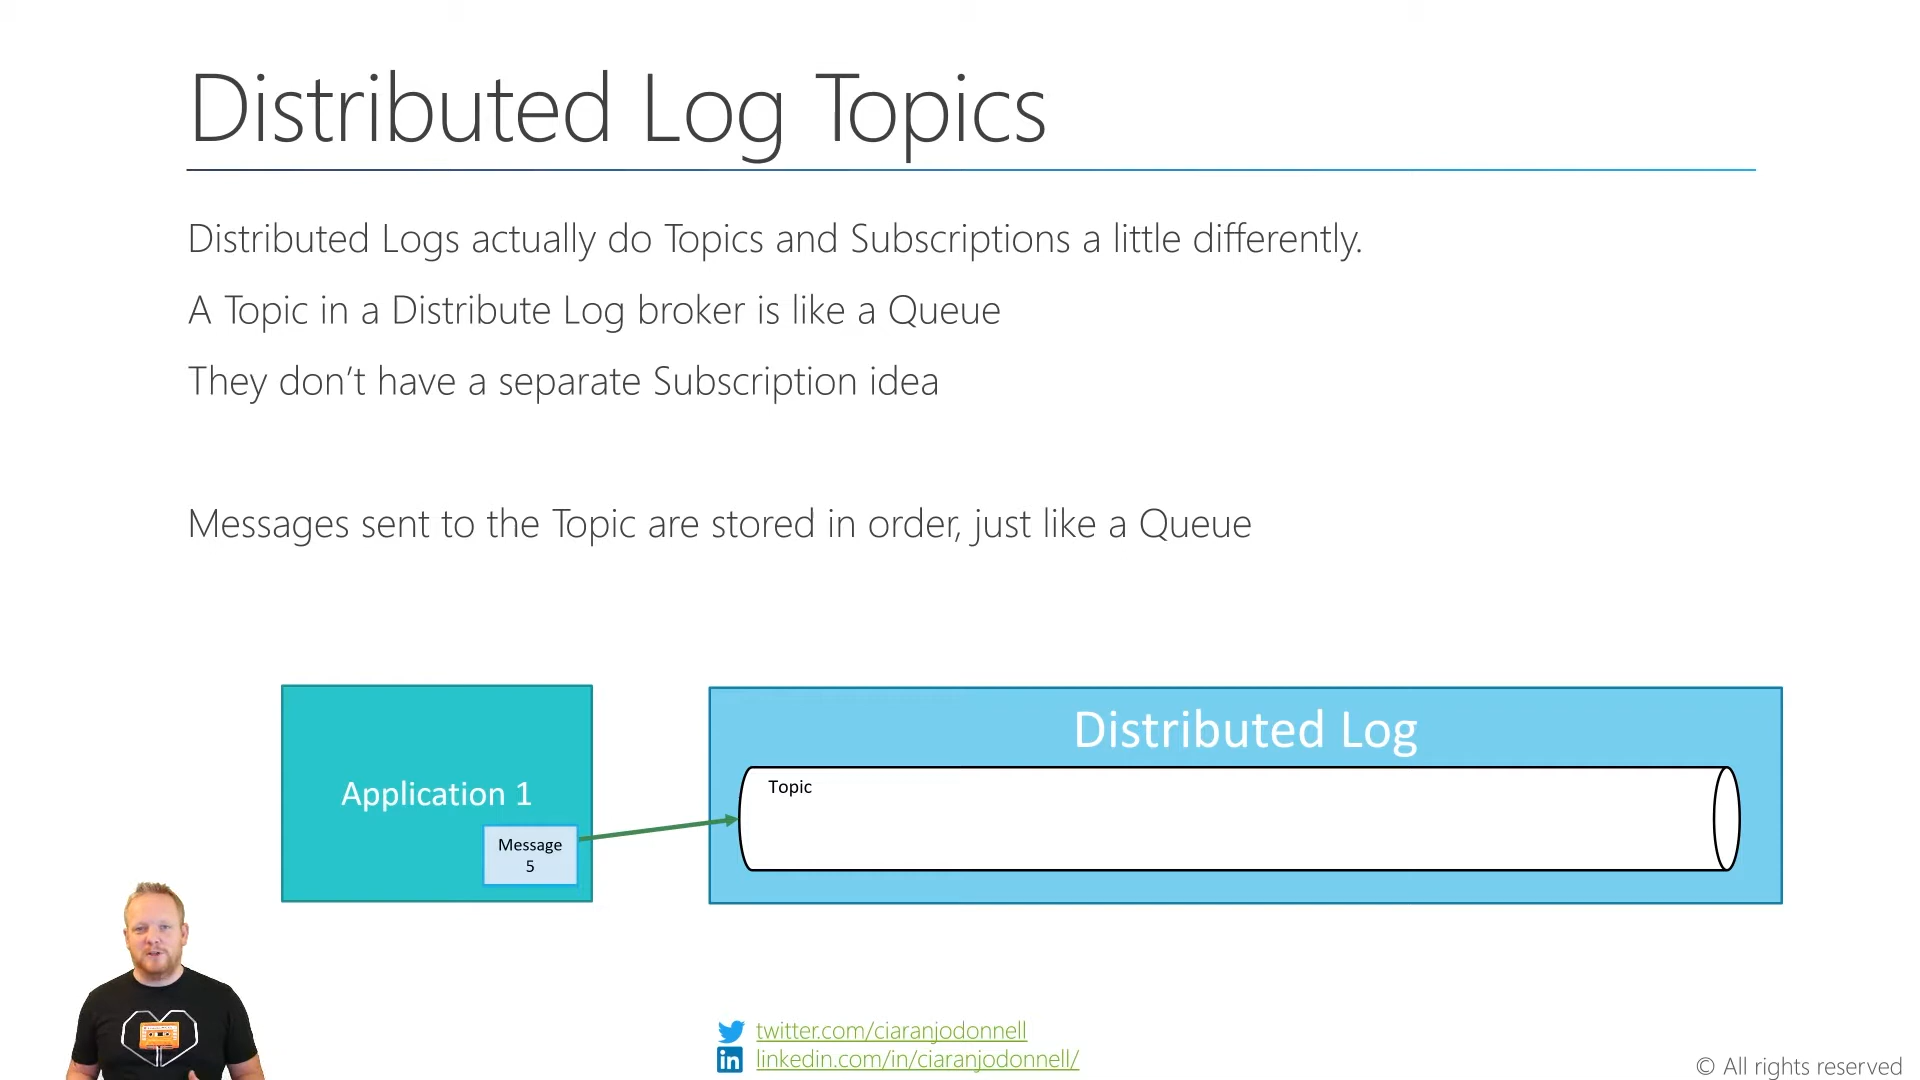 Distributed Log Topics
Distributed Logs actually do Topics and Subscriptions a little differently.
A Topic in a Distribute Log broker is like a Queue
They don’t have a separate Subscription idea
Messages sent to the Topic are stored in order, just like a Queue
Application 1
Message
5
Distributed Log
Topic
twitter.com/ciaranjodonnell
linkedin.com/in/ciaranjodonnell/
© All rights reserved